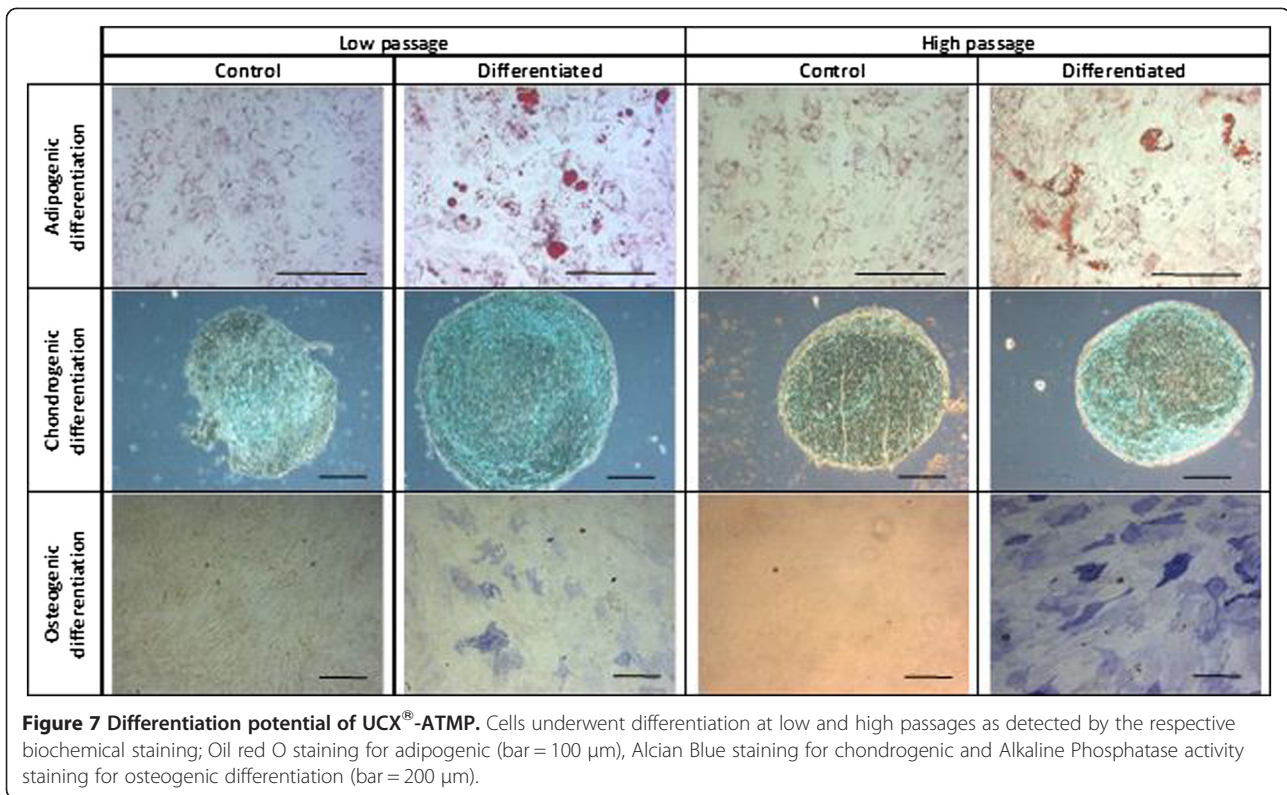 Low passage
High passage
Control
Differentiated
Control
Differentiated
Adipogenic
differentiation
Chondrogenic
differentiation
Osteogenic
differentiation
Figure 7 Differentiation potential of UCX®-ATMP. Cells underwent differentiation at low and high passages as detected by the respective
biochemical staining; Oil red O staining for adipogenic (bar = 100 μm), Alcian Blue staining for chondrogenic and Alkaline Phosphatase activity
staining for osteogenic differentiation (bar = 200 μm).